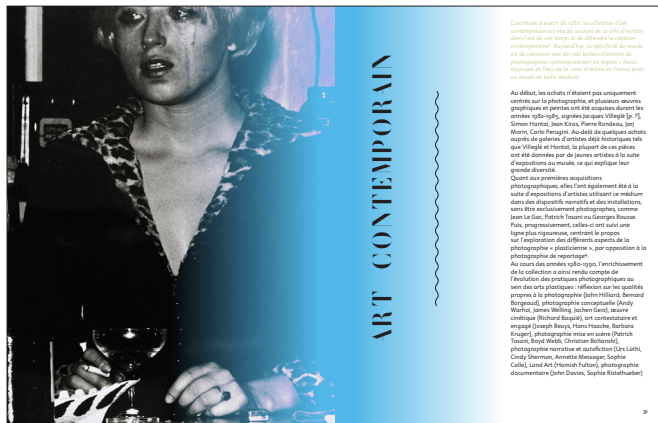 ART CONTEMPORAIN
Constituée à partir de 1982, la collection d'art
contemporain est née du souhait de la ville d'investir
dans l'art de son temps et de défendre la création
contemporaine. Aujourd'hui, la spécificité du musée
est de conserver une des très belles collections de
photographies contemporaines en région – fonds
atypique en Pays de la Loire et même en France pour
un musée de taille modeste.
Au début, les achats n'étaient pas uniquement
centrés sur la photographie, et plusieurs œuvres
graphiques et peintes ont été acquises durant les
années 1982-1985, signées Jacques Villeglé [p. ?],
Simon Hantaï, Jean Kiras, Pierre Rondeau, Jorj
Morin, Carlo Perugini. Au-delà de quelques achats
auprès de galeries d'artistes déjà historiques tels
que Villeglé et Hantaï, la plupart de ces pièces
ont été données par de jeunes artistes à la suite
d'expositions au musée, ce qui explique leur
grande diversité.
Quant aux premières acquisitions
photographiques, elles l'ont également été à la
suite d'expositions d'artistes utilisant ce médium
dans des dispositifs narratifs et des installations,
sans être exclusivement photographes, comme
Jean Le Gac, Patrick Tosani ou Georges Rousse.
Puis, progressivement, celles-ci ont suivi une
ligne plus rigoureuse, centrant le propos
sur l'exploration des différents aspects de la
photographie « plasticienne », par opposition à la
photographie de reportage.
Au cours des années 1980-1990, l'enrichissement
de la collection a ainsi rendu compte de
l'évolution des pratiques photographiques au
sein des arts plastiques : réflexion sur les qualités
propres à la photographie (John Hilliard, Bernard
Borgeaud), photographie conceptuelle (Andy
Warhol, James Welling, Jochen Gerz), œuvre
cinétique (Richard Baquié), art contestataire et
engagé (Joseph Beuys, Hans Haacke, Barbara
Kruger), photographie mise en scène (Patrick
Tosani, Boyd Webb, Christian Boltanski),
photographie narrative et autofiction (Urs Lüthi,
Cindy Sherman, Annette Messager, Sophie
Calle), Land Art (Hamish Fulton), photographie
documentaire (John Davies, Sophie Ristelhueber)